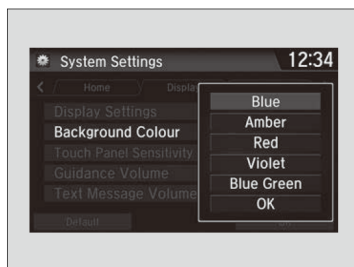 System Settings
12:34
Home
Display
Display Settings
Background Colour
Touch Panel Sensitivity
Guidance Volume
Text Message Volume
Default
Blue
Amber
Red
Violet
Blue Green
OK